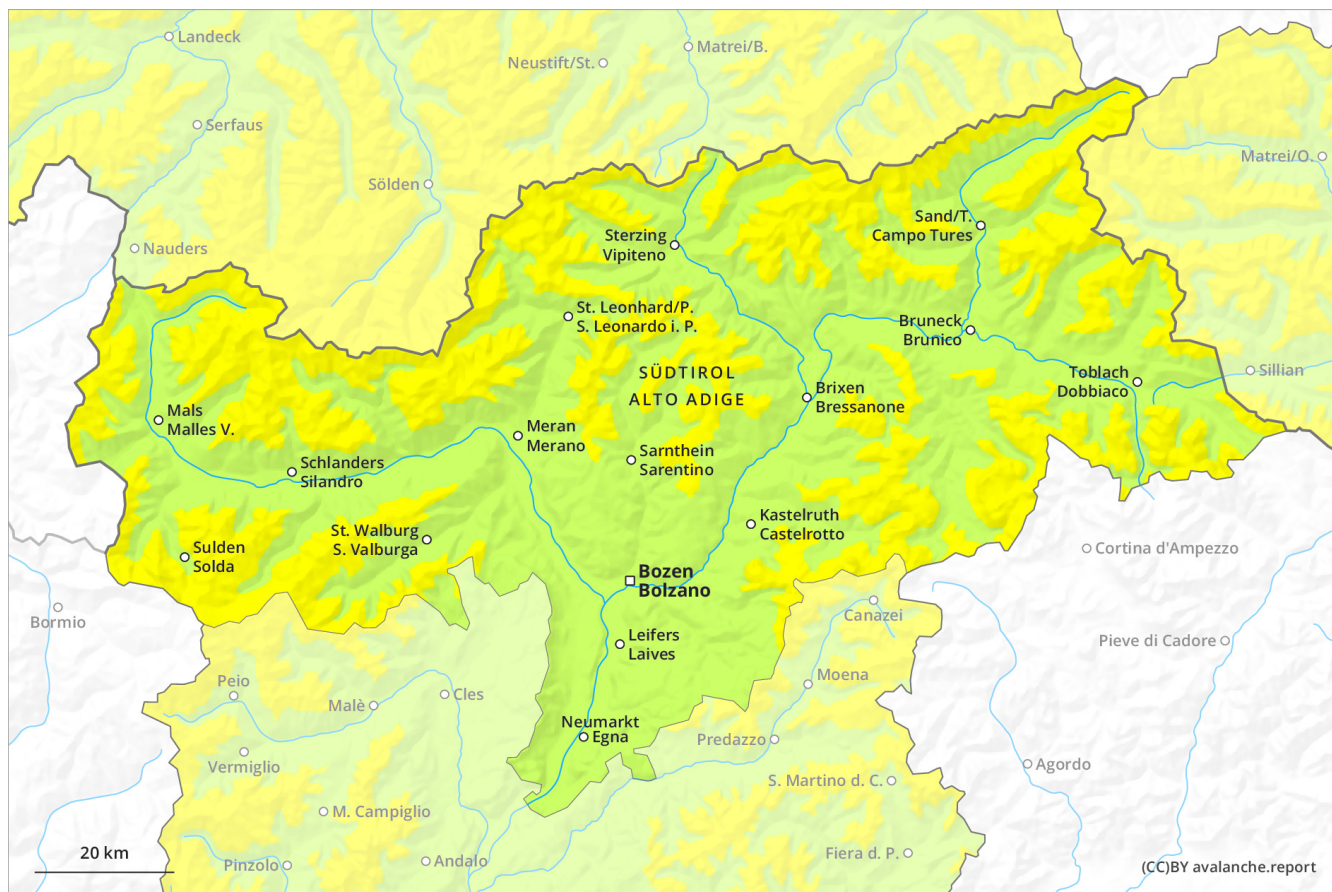 Landeck
Matrei/B.
Neustift/St.
Serfaus
Matrei/O.
Sölden
Sand/T.
Campo Tures
Sterzing
Vipiteno
Nauders
St. Leonhard/P.
S. Leonardo i. P.
Bruneck
Brunico
SÜDTIROL
ALTO ADIGE
Toblach
Dobbiaco
Sillian
Brixen
Bressanone
Mals
Malles V.
Meran
Merano
Sarnthein
Sarentino
Schlanders
Silandro
Kastelruth
Castelrotto
St. Walburg
S. Valburga
Sulden
Solda
Cortina d'Ampezzo
Bozen
Bolzano
Bormio
Canazei
Leifers
Laives
Pieve di Cadore
Peio
Moena
Malè
Cles
Neumarkt
Egna
Predazzo
Vermiglio
Agordo
S. Martino d. C.
M. Campiglio
20 km
Pinzolo
Andalo
Fiera d. P.
(CC)BY avalanche.report